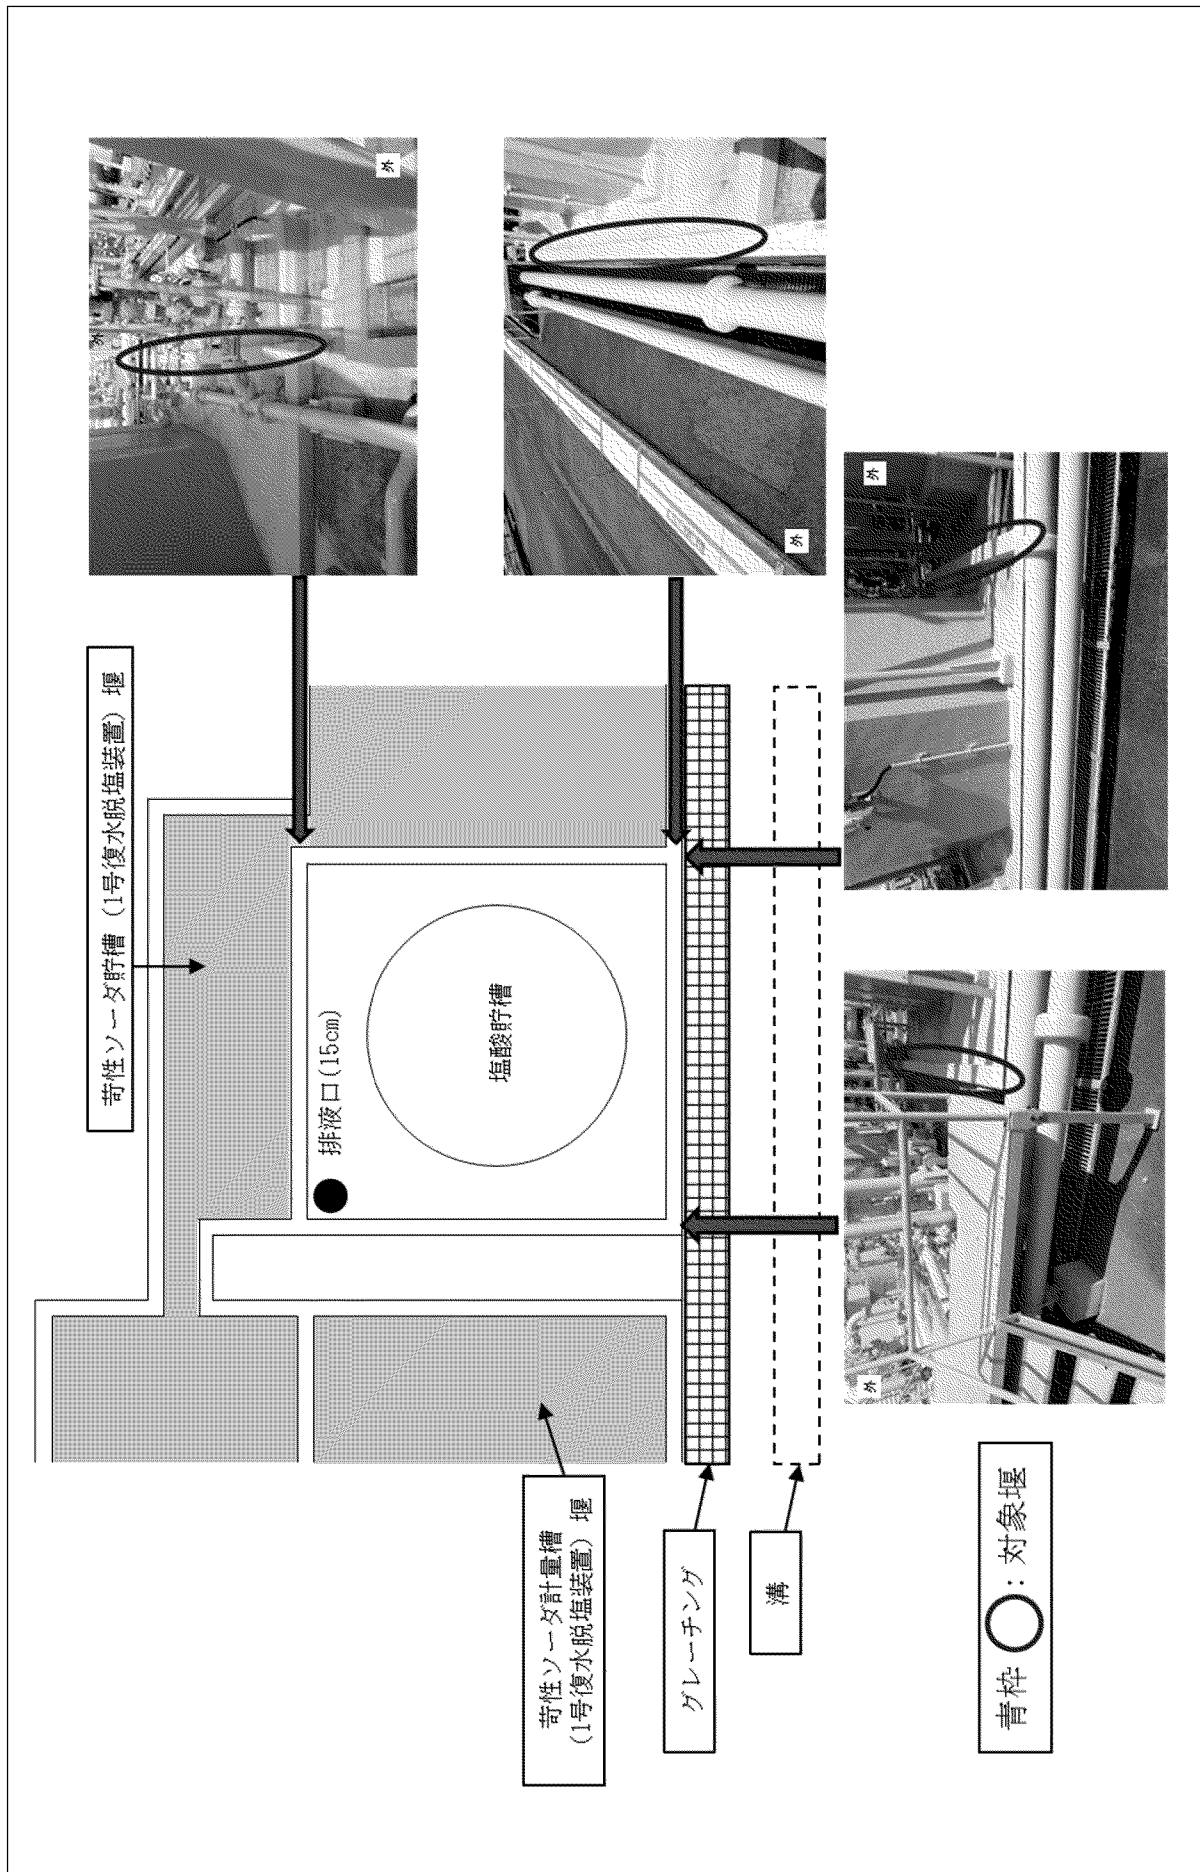 苛性ソーダ計量槽
(1号復水脱塩装置) 堰
苛性ソーダ貯槽 (1号復水脱塩装置) 堰
排液口(15cm)
塩酸貯槽
グレーチング
溝
青枠 : 対象堰
外
外
外
外
外
外